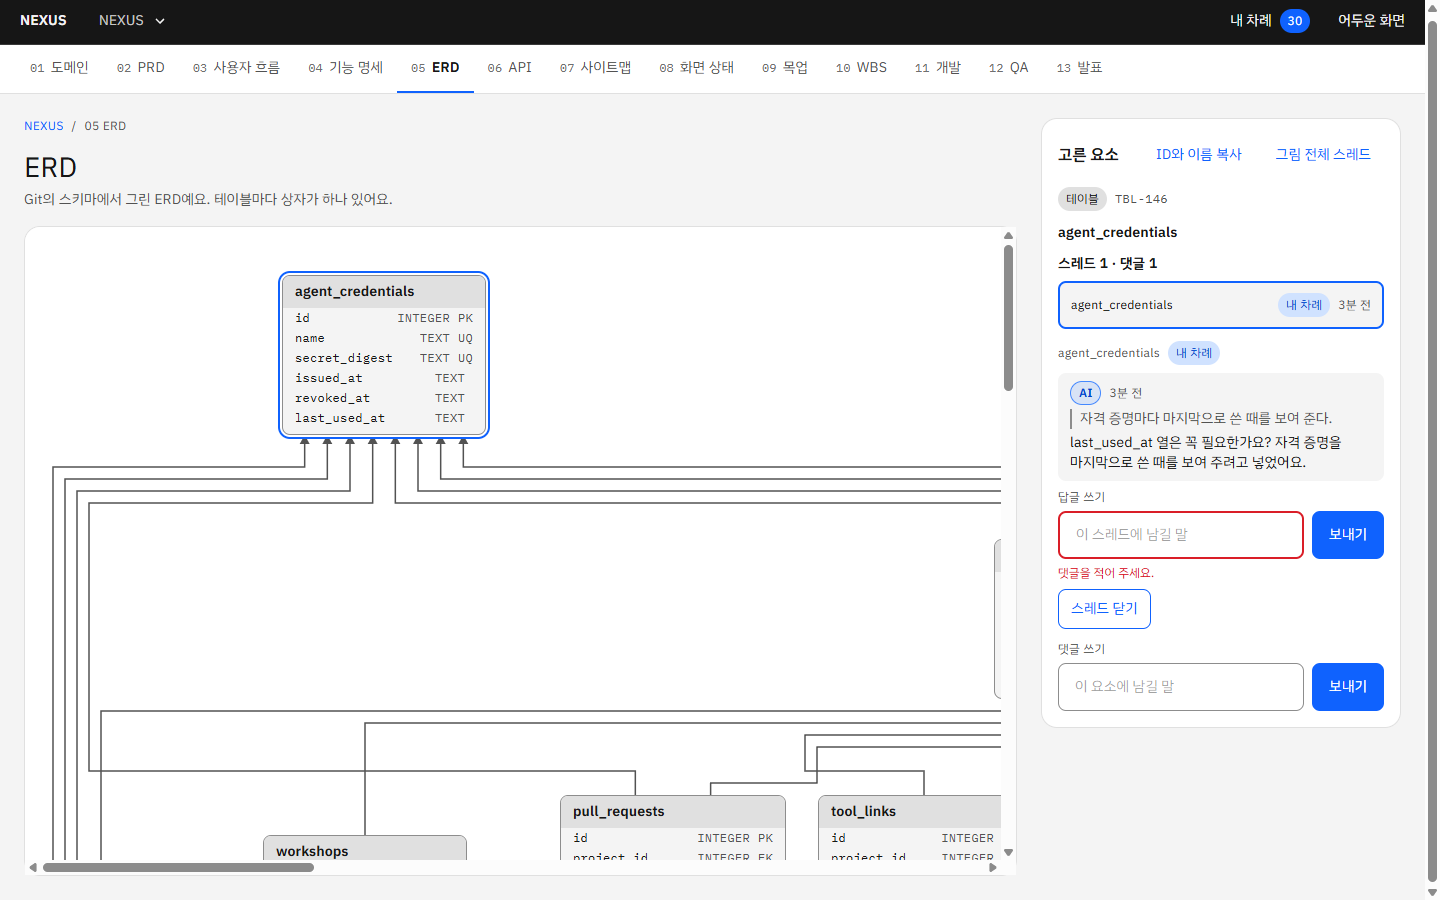 NEXUS
NEXUS
내 차례 30
어두운 화면
01 도메인
02 PRD
03 사용자 흐름
04 기능 명세
05 ERD
06 API
07 사이트맵
08 화면 상태
09 목업
10 WBS
11 개발
12 QA
13 발표
NEXUS / 05 ERD
ERD
Git의 스키마에서 그린 ERD예요. 테이블마다 상자가 하나 있어요.
agent_credentials
id INTEGER PK
name TEXT UQ
secret_digest TEXT UQ
issued_at TEXT
revoked_at TEXT
last_used_at TEXT
pull_requests
id INTEGER PK
project_id INTEGER FK
tool_links
id INTEGER
project_id INTEGER
workshops
고른 요소
ID와 이름 복사
그림 전체 스레드
테이블 TBL-146
agent_credentials
스레드 1 · 댓글 1
agent_credentials 내 차례 3분 전
agent_credentials 내 차례
AI 3분 전
자격 증명마다 마지막으로 쓴 때를 보여 준다.
last_used_at 열은 꼭 필요한가요? 자격 증명을
마지막으로 쓴 때를 보여 주려고 넣었어요.
답글 쓰기
이 스레드에 남길 말
보내기
댓글을 적어 주세요.
스레드 닫기
댓글 쓰기
이 요소에 남길 말
보내기